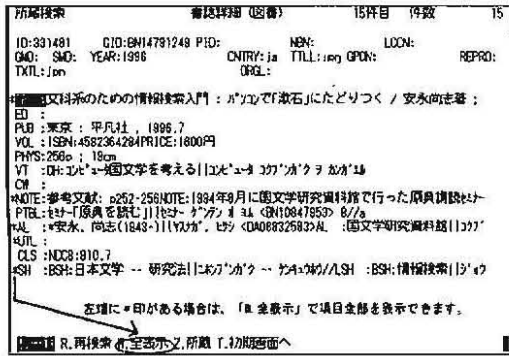 所蔵検索 書誌詳細 (図書) 15件目 件数 15
ID:331481 CID:BN14791249 PID: NBN: LCCN:
GMD: SMD: YEAR:1996 CNTRY:ja TTLL:jpn GPON: REPRO:
TXTL:jpn ORGL:
文科系のための情報検索入門 : パソコンで「漱石」にたどりつく / 安永尚志著 ;
ED :
PUB :東京 : 平凡社 , 1996.7
VOL :ISBN:4582364284PRICE:1800円
PHYS:256p ; 19cm
VT :OH:コンピュータ国文学を考える||コンピュータ コクブンガク ヲ カンガエル
CW :
*NOTE:参考文献: p252-256NOTE:1994年9月に国文学研究資料館で行った原典講読セミナー
PTBL:セミナー「原典を読む」||セミナー ゲンテン オ ヨム <BN10847953> 8//a
*AL :*安永, 尚志(1943-)||ヤスナガ, ヒサシ <DA08832583>AL :国文学研究資料館||コクブ
*UTL :
CLS :NDC8:910.7
*SH :BSH:日本文学 -- 研究法||ニホンブンガク -- ケンキュウホウ//LSH :BSH:情報検索||ジョウ
左端に*印がある場合は、「R.全表示」で項目全部を表示できます。
R.再検索 全表示 Z.所蔵 T.初期画面へ